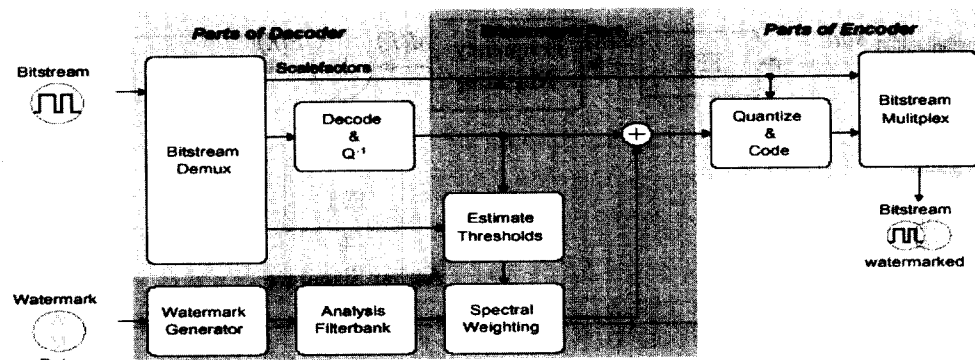 Parts of Decoder
Parts of Encoder
Bitstream
Scalefactors
Bitstream
Demux
Decode
&
Q-1
Quantize
&
Code
Bitstream
Mulitplex
Estimate
Thresholds
Bitstream
watermarked
Watermark
Watermark
Generator
Analysis
Filterbank
Spectral
Weighting